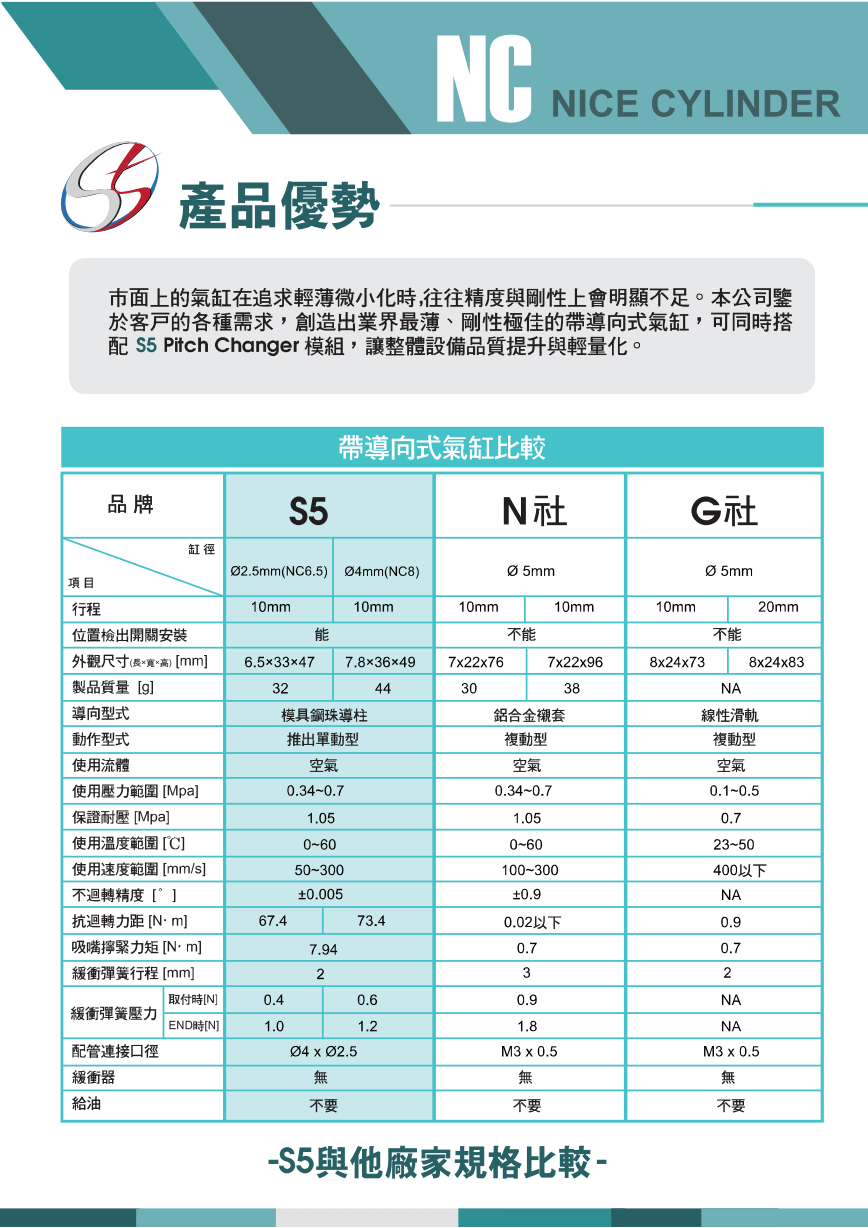 NC NICE CYLINDER
產品優勢
市面上的氣缸在追求輕薄微小化時,往往精度與剛性上會明顯不足。本公司鑒
於客戶的各種需求，創造出業界最薄、剛性極佳的帶導向式氣缸，可同時搭
配 S5 Pitch Changer 模組，讓整體設備品質提升與輕量化。
帶導向式氣缸比較
品牌 S5 N社 G社
缸徑
項目
Ø2.5mm(NC6.5) Ø4mm(NC8) Ø 5mm Ø 5mm
行程 10mm 10mm 10mm 10mm 10mm 20mm
位置檢出開關安裝 能 不能 不能
外觀尺寸(長×寬×高) [mm] 6.5×33×47 7.8×36×49 7x22x76 7x22x96 8x24x73 8x24x83
製品質量 [g] 32 44 30 38 NA
導向型式 模具鋼珠導柱 鋁合金襯套 線性滑軌
動作型式 推出單動型 複動型 複動型
使用流體 空氣 空氣 空氣
使用壓力範圍 [Mpa] 0.34~0.7 0.34~0.7 0.1~0.5
保證耐壓 [Mpa] 1.05 1.05 0.7
使用溫度範圍 [℃] 0~60 0~60 23~50
使用速度範圍 [mm/s] 50~300 100~300 400以下
不迴轉精度 [°] ±0.005 ±0.9 NA
抗迴轉力距 [N· m] 67.4 73.4 0.02以下 0.9
吸嘴擰緊力矩 [N· m] 7.94 0.7 0.7
緩衝彈簧行程 [mm] 2 3 2
緩衝彈簧壓力 取付時[N] 0.4 0.6 0.9 NA
END時[N] 1.0 1.2 1.8 NA
配管連接口徑 Ø4 x Ø2.5 M3 x 0.5 M3 x 0.5
緩衝器 無 無 無
給油 不要 不要 不要
-S5與他廠家規格比較-